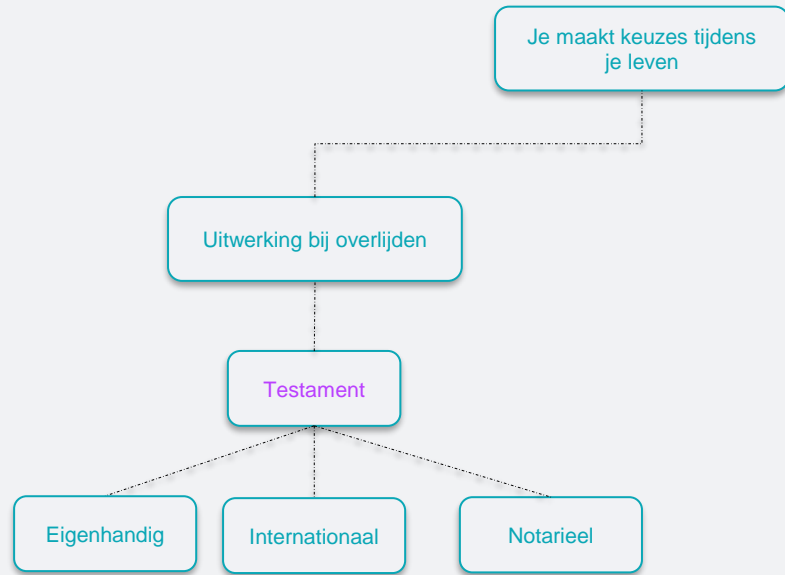 Je maakt keuzes tijdens
je leven
Uitwerking bij overlijden
Testament
Eigenhandig
Internationaal
Notarieel